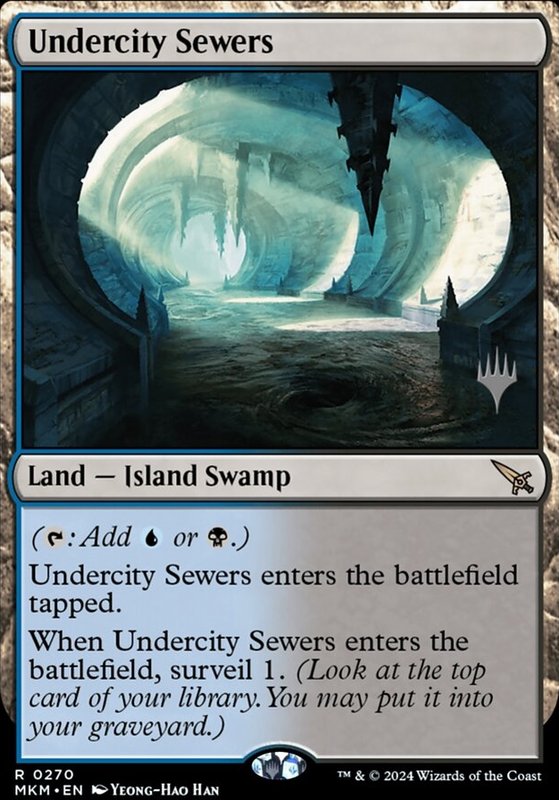 Undercity Sewers
Land — Island Swamp
(: Add or .)
Undercity Sewers enters the battlefield
tapped.
When Undercity Sewers enters the
battlefield, surveil 1. (Look at the top
card of your library. You may put it into
your graveyard.)
R 0270
MKM • EN Yeong-Hao Han
™ & © 2024 Wizards of the Coast